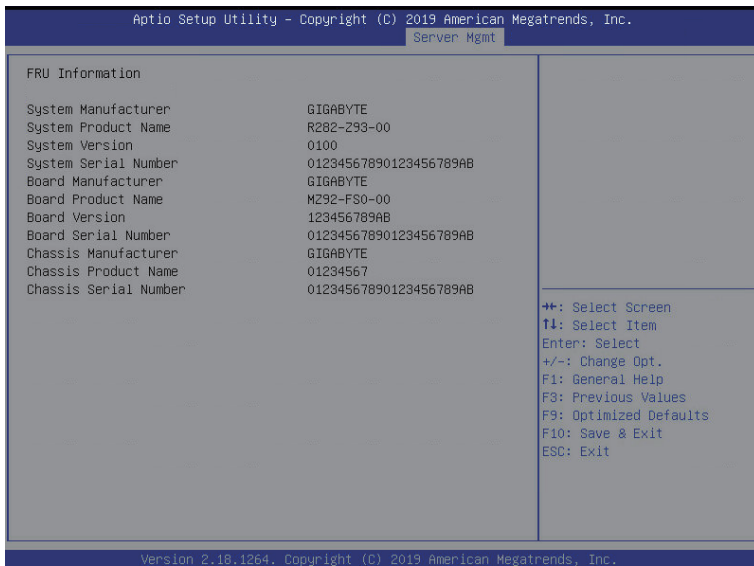 Aptio Setup Utility – Copyright (C) 2019 American Megatrends, Inc.
Server Mgmt
FRU Information
System Manufacturer GIGABYTE
System Product Name R282-Z93-00
System Version 0100
System Serial Number 01234567890123456789AB
Board Manufacturer GIGABYTE
Board Product Name MZ92-FS0-00
Board Version 123456789AB
Board Serial Number 01234567890123456789AB
Chassis Manufacturer GIGABYTE
Chassis Product Name 01234567
Chassis Serial Number 01234567890123456789AB
→←: Select Screen
↑↓: Select Item
Enter: Select
+/-: Change Opt.
F1: General Help
F3: Previous Values
F9: Optimized Defaults
F10: Save & Exit
ESC: Exit
Version 2.18.1264. Copyright (C) 2019 American Megatrends, Inc.